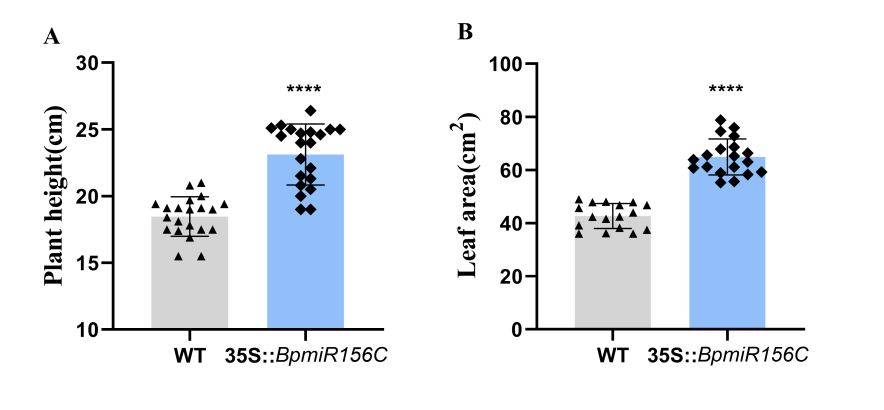 A
Plant height(cm)
30
25
20
15
10
****
WT
35S::BpmiR156C
B
Leaf area(cm²)
100
80
60
40
20
0
****
WT
35S::BpmiR156C